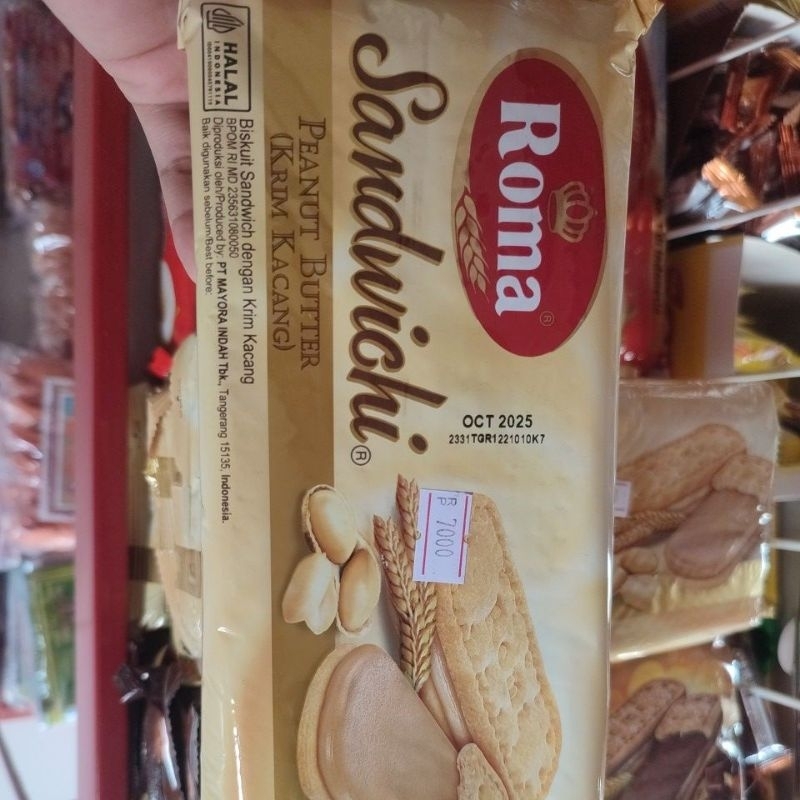 Roma®
Sandwichi®
PEANUT BUTTER
(KRIM KACANG)
OCT 2025
2331TGR1221010K7
Rp 7000
HALAL
INDONESIA
Biskuit Sandwich dengan Krim Kacang
BPOM RI MD 235631080050
Diproduksi oleh/Produced by: PT MAYORA INDAH Tbk., Tangerang 15135, Indonesia.
Baik digunakan sebelum/Best before: